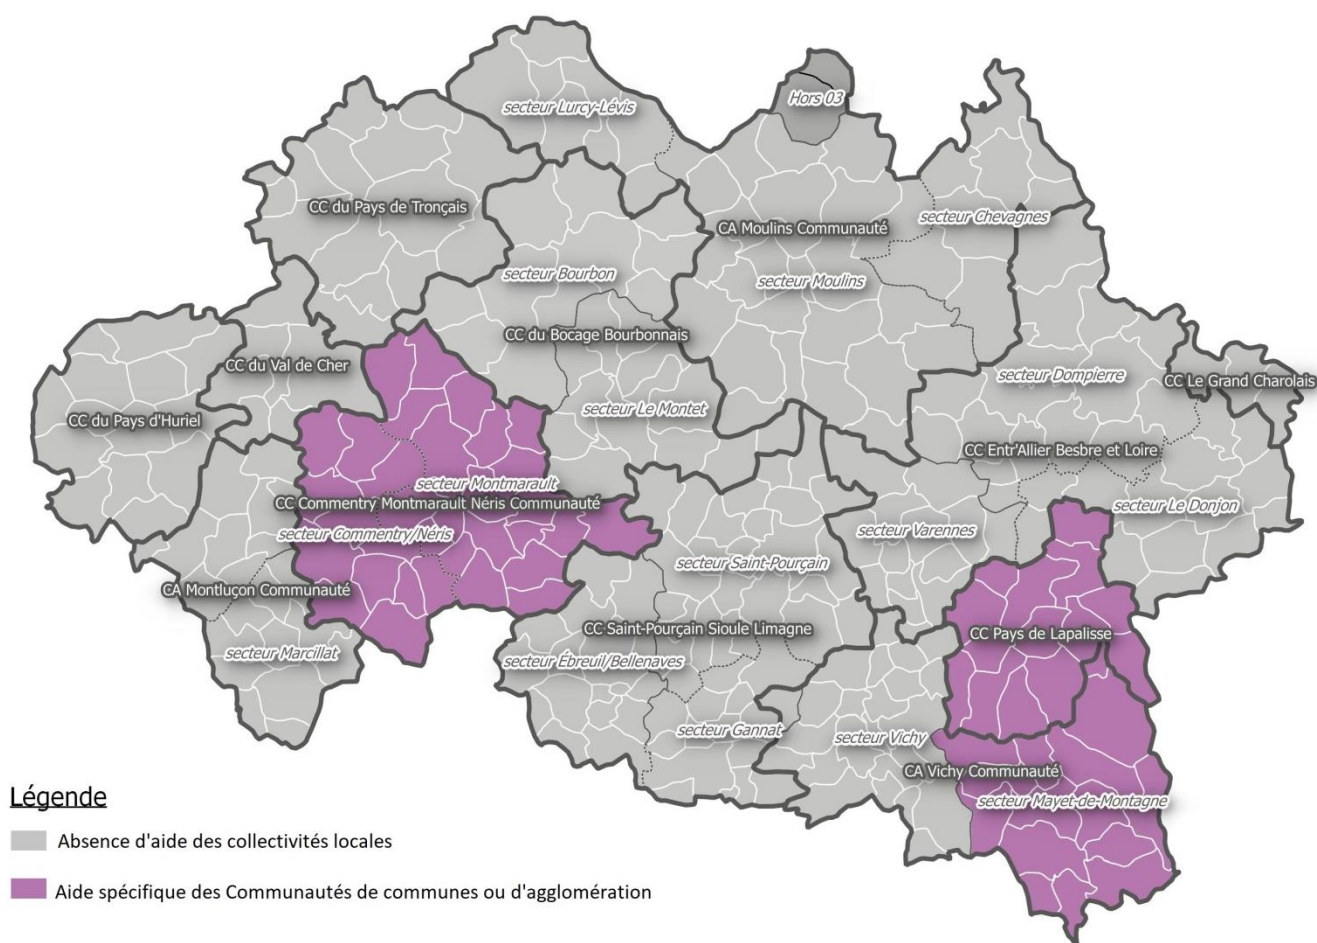 Hors 03
secteur Lurcy-Lévis
CC du Pays de Tronçais
secteur Chevagnes
CA Moulins Communauté
secteur Bourbon
secteur Moulins
CC du Bocage Bourbonnais
CC du Val de Cher
secteur Dompierre
CC Le Grand Charolais
secteur Le Montet
CC du Pays d'Huriel
CC Entr'Allier Besbre et Loire
secteur Montmarault
CC Commentry Montmarault Néris Communauté
secteur Le Donjon
secteur Commentry/Néris
secteur Varennes
secteur Saint-Pourçain
CA Montluçon Communauté
CC Saint-Pourçain Sioule Limagne
CC Pays de Lapalisse
secteur Marcillat
secteur Ébreuil/Bellenaves
secteur Gannat
secteur Vichy
CA Vichy Communauté
secteur Mayet-de-Montagne
Légende
Absence d'aide des collectivités locales
Aide spécifique des Communautés de communes ou d'agglomération